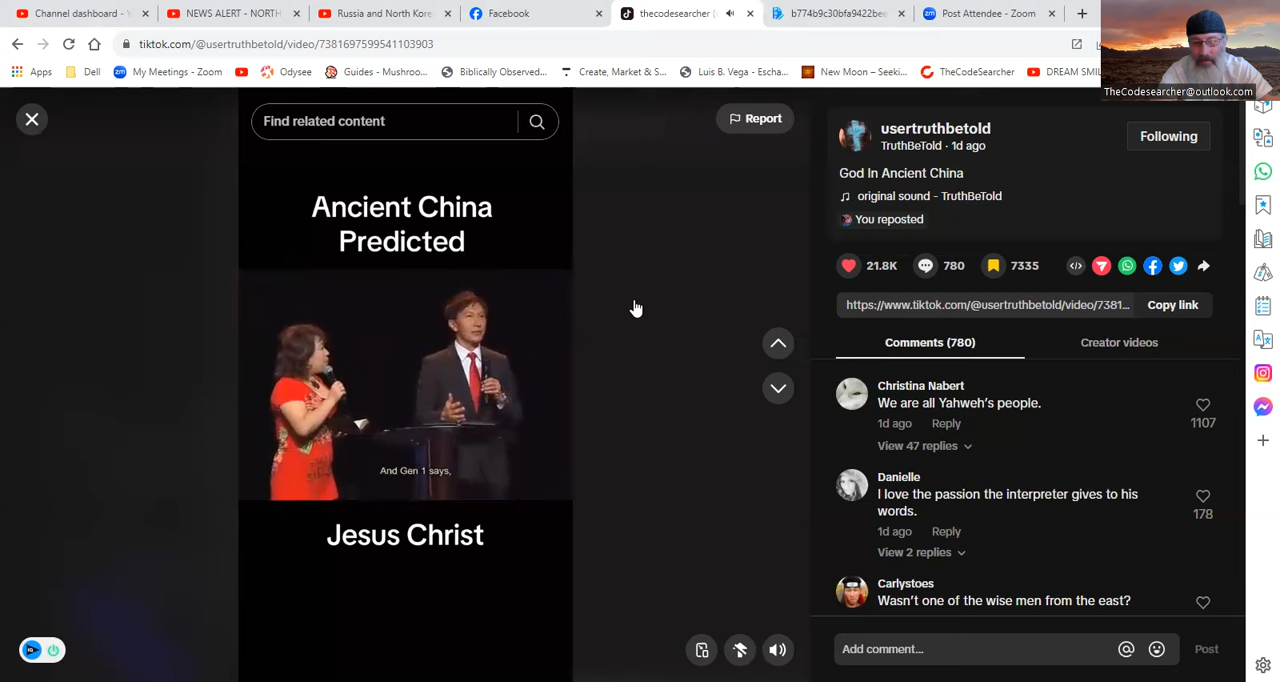 Channel dashboard -
NEWS ALERT - NORTH
Russia and North Kore
Facebook
thecodesearcher (
b774b9c30bfa9422bee
Post Attendee - Zoom
tiktok.com/@usertruthbetold/video/7381697599541103903
Apps
Dell
My Meetings - Zoom
Odysee
Guides - Mushroo...
Biblically Observed...
Create, Market & S...
Luis B. Vega - Escha...
New Moon – Seeki...
TheCodeSearcher
DREAM SMIL
TheCodesearcher@outlook.com
Find related content
Report
Ancient China
Predicted
And Gen 1 says,
Jesus Christ
usertruthbetold
TruthBeTold · 1d ago
Following
God In Ancient China
original sound - TruthBeTold
You reposted
21.8K
780
7335
https://www.tiktok.com/@usertruthbetold/video/7381...
Copy link
Comments (780)
Creator videos
Christina Nabert
We are all Yahweh's people.
1d ago Reply
1107
View 47 replies
Danielle
I love the passion the interpreter gives to his
words.
178
1d ago Reply
View 2 replies
Carlystoes
Wasn't one of the wise men from the east?
Add comment...
Post